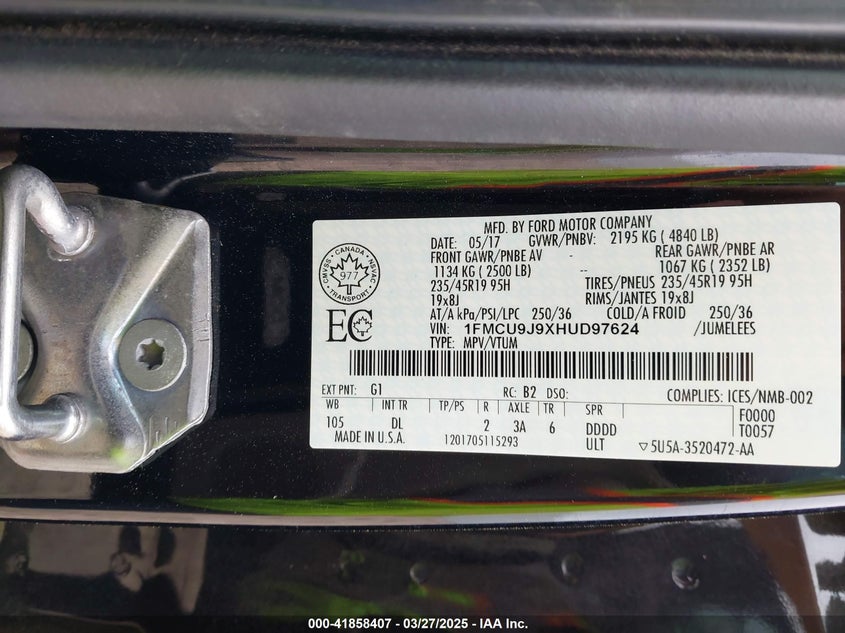 MFD. BY FORD MOTOR COMPANY
DATE: 05/17 GVWR/PNBV: 2195 KG ( 4840 LB)
FRONT GAWR/PNBE AV -- REAR GAWR/PNBE AR
1134 KG ( 2500 LB) -- 1067 KG ( 2352 LB)
235/45R19 95H TIRES/PNEUS 235/45R19 95H
19x8J RIMS/JANTES 19x8J
AT/A kPa/PSI/LPC 250/36 COLD/A FROID 250/36
VIN: 1FMCU9J9XHUD97624 /JUMELEES
TYPE: MPV/VTUM
CANADA
CMVSS NSVAC
977
TRANSPORT
EC
EXT PNT: G1 RC: B2 DSO: COMPLIES: ICES/NMB-002
WB INT TR TP/PS R AXLE TR SPR F0000
105 DL 2 3A 6 DDDD T0057
MADE IN U.S.A. 1201705115293 ULT ▽5U5A-3520472-AA
000-41858407 - 03/27/2025 - IAA Inc.